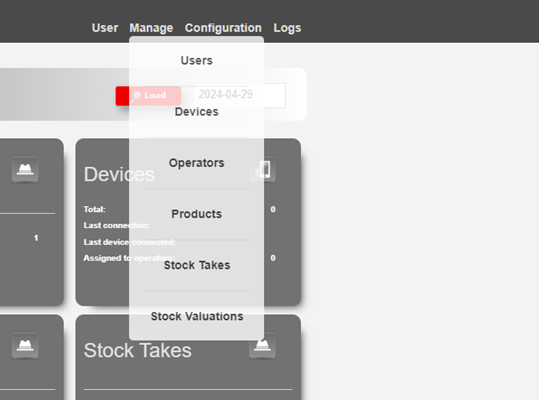 User Manage Configuration Logs
Users
Load 2024-04-29
Devices
Operators
Products
Stock Takes
Stock Valuations
1
Devices
Total: 0
Last connection:
Last device connected:
Assigned to operators: 0
Stock Takes